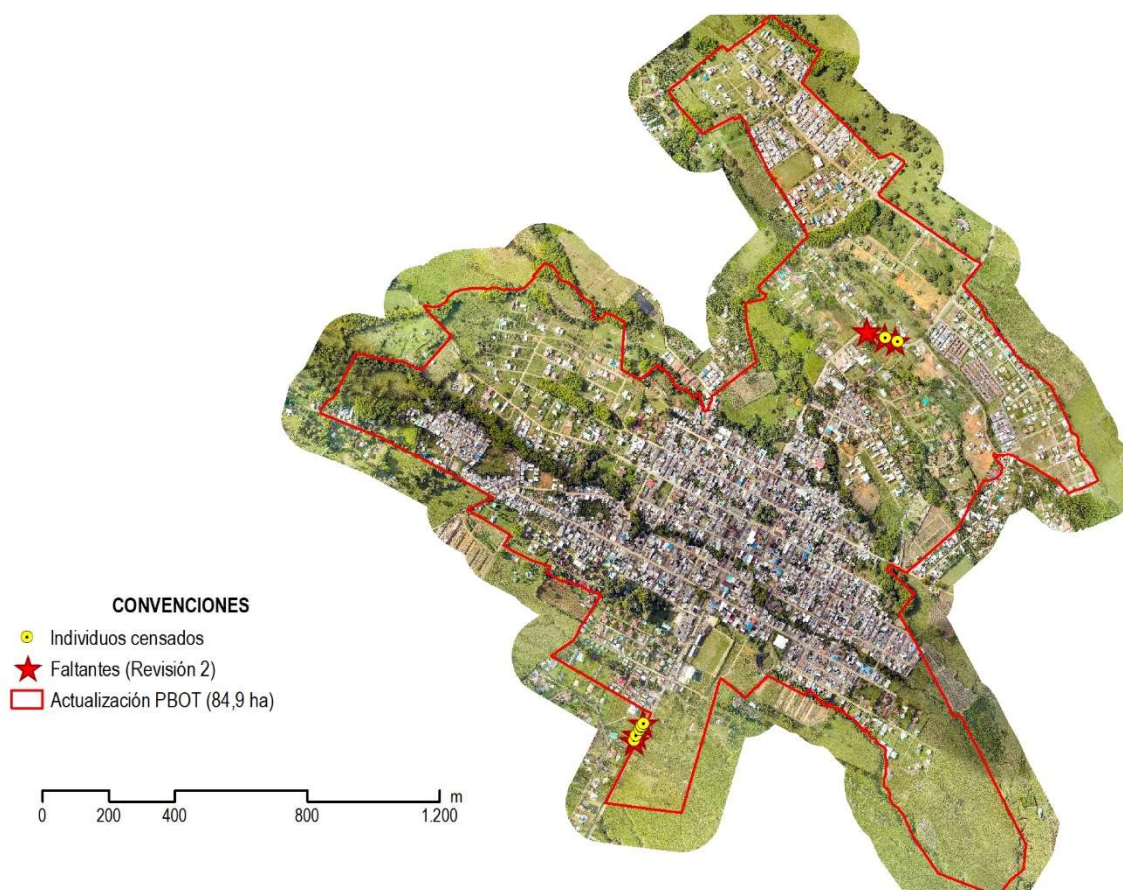 CONVENCIONES
Individuos censados
Faltantes (Revisión 2)
Actualización PBOT (84,9 ha)
0 200 400 800 1.200 m